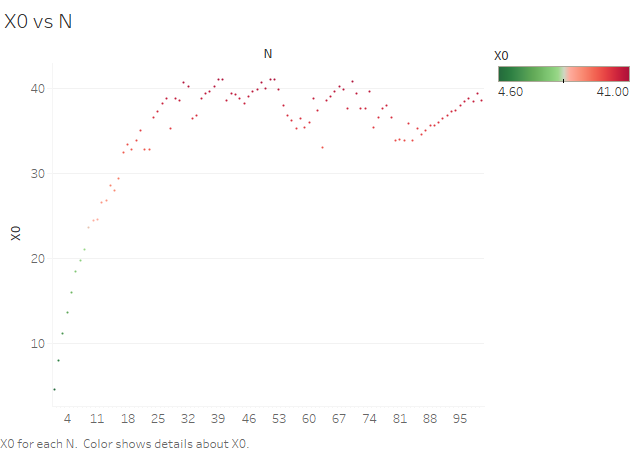 X0 vs N
N
X0
4.60 41.00
40
30
20
10
X0
4 11 18 25 32 39 46 53 60 67 74 81 88 95
X0 for each N. Color shows details about X0.